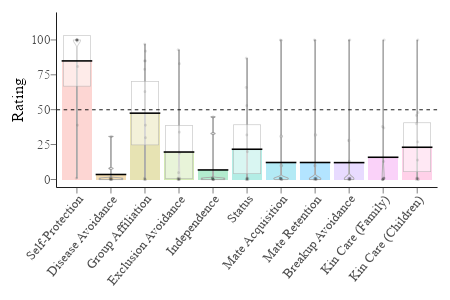 100
75
50
25
0
Rating
Self-Protection
Disease Avoidance
Group Affiliation
Exclusion Avoidance
Independence
Status
Mate Acquisition
Mate Retention
Breakup Avoidance
Kin Care (Family)
Kin Care (Children)